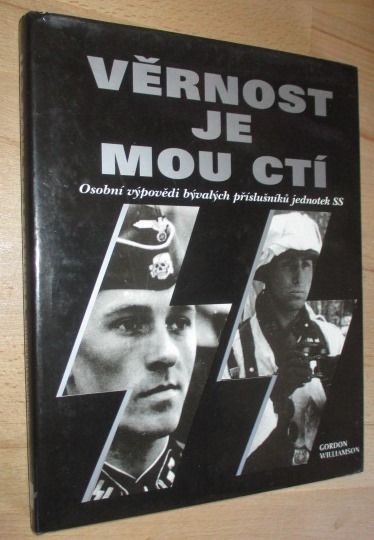 VĚRNOST
JE
MOU CTÍ
Osobní výpovědi bývalých příslušníků jednotek SS
GORDON
WILLIAMSON